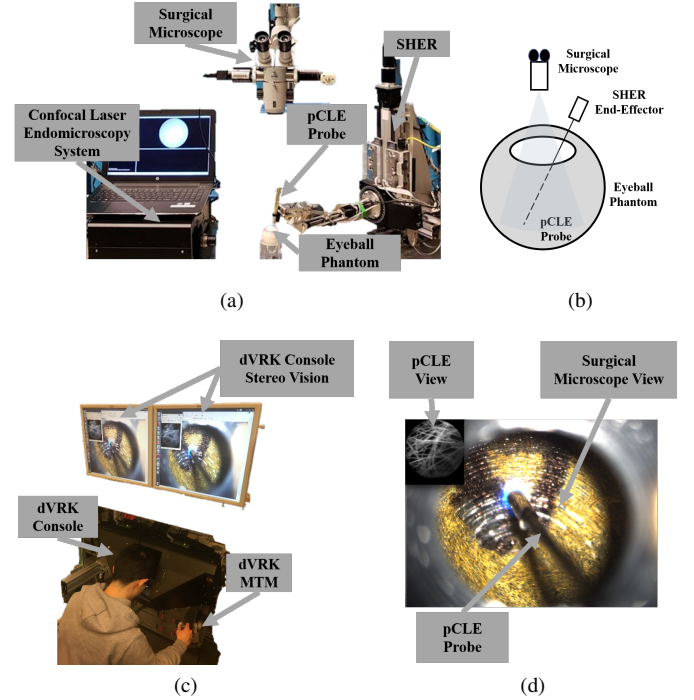 Surgical
Microscope
SHER
Confocal Laser
Endomicroscopy
System
pCLE
Probe
Eyeball
Phantom
(a)
Surgical
Microscope
SHER
End-Effector
Eyeball
Phantom
pCLE
Probe
(b)
dVRK Console
Stereo Vision
dVRK
Console
dVRK
MTM
(c)
pCLE
View
Surgical
Microscope View
pCLE
Probe
(d)